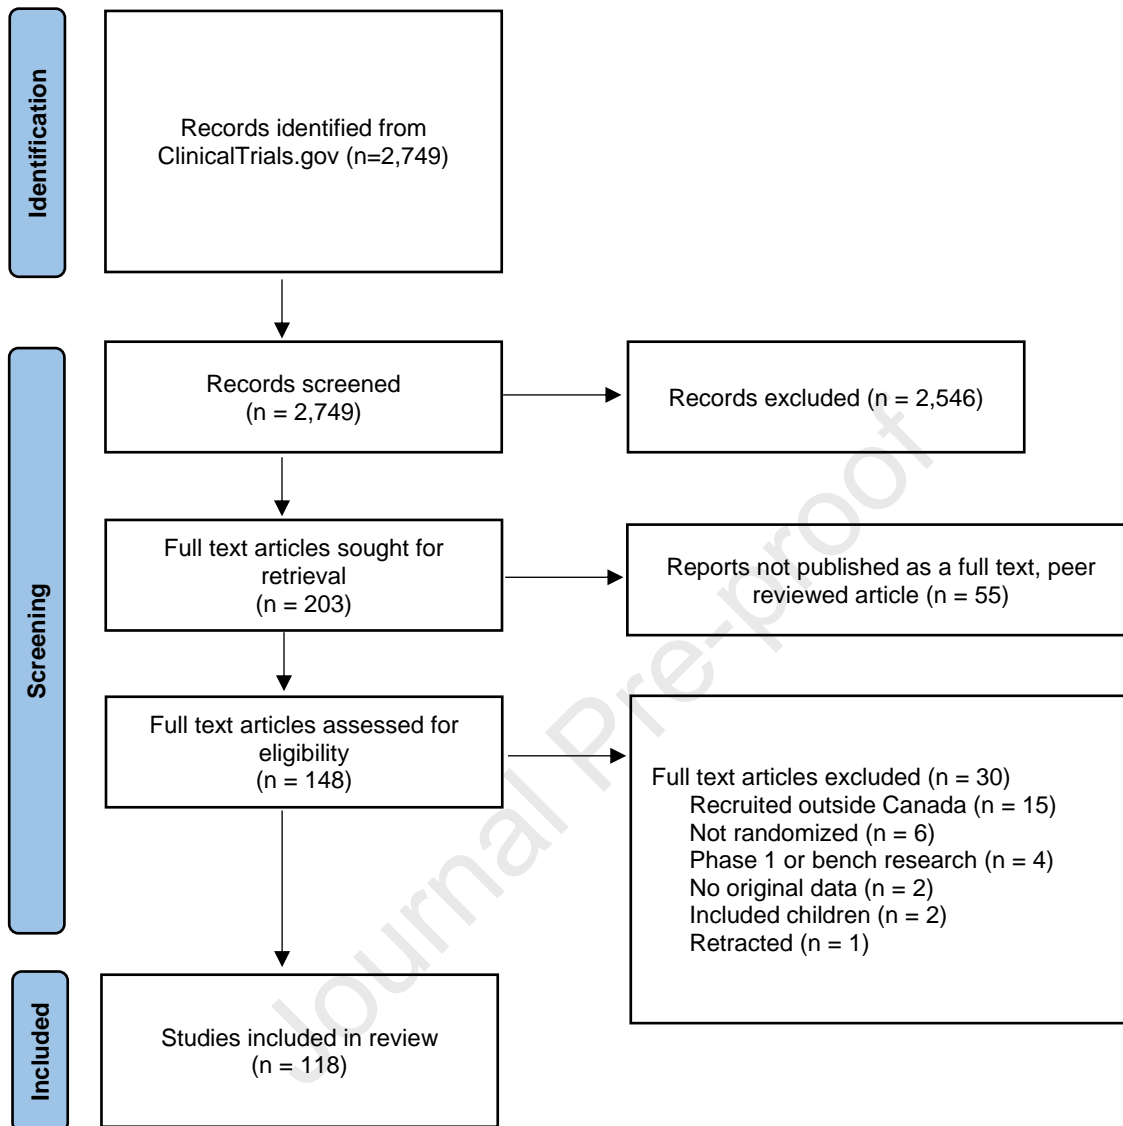 Identification
Records identified from
ClinicalTrials.gov (n=2,749)
Screening
Records screened
(n = 2,749)
Records excluded (n = 2,546)
Full text articles sought for
retrieval
(n = 203)
Reports not published as a full text, peer
reviewed article (n = 55)
Full text articles assessed for
eligibility
(n = 148)
Full text articles excluded (n = 30)
Recruited outside Canada (n = 15)
Not randomized (n = 6)
Phase 1 or bench research (n = 4)
No original data (n = 2)
Included children (n = 2)
Retracted (n = 1)
Included
Studies included in review
(n = 118)
Journal Pre-proof